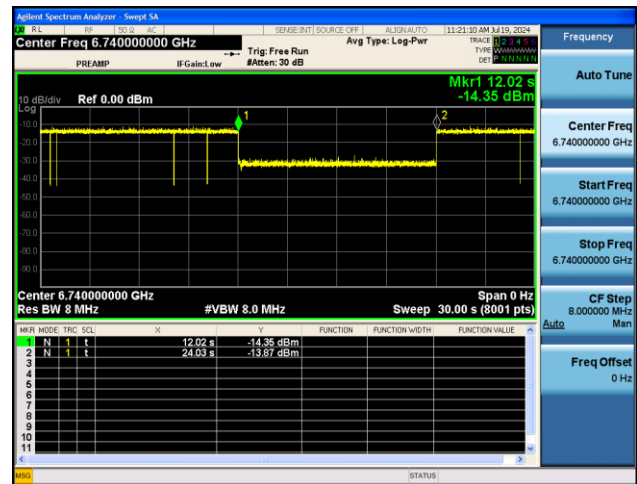 Agilent Spectrum Analyzer - Swept SA
RL RF 50 Ω AC SENSE:INT SOURCE OFF ALIGNAUTO 11:21:10 AM Jul 19, 2024
Center Freq 6.740000000 GHz
Avg Type: Log-Pwr
TRACE 1 2 3 4 5 6
TYPE
DET P N N N N N
PREAMP IFGain:Low
Trig: Free Run
#Atten: 30 dB
Mkr1 12.02 s
-14.35 dBm
10 dB/div Ref 0.00 dBm
Log
-10.0
-20.0
-30.0
-40.0
-50.0
-60.0
-70.0
-80.0
-90.0
1
2
Center 6.740000000 GHz Span 0 Hz
Res BW 8 MHz #VBW 8.0 MHz Sweep 30.00 s (8001 pts)
MKR MODE TRC SCL X Y FUNCTION FUNCTION WIDTH FUNCTION VALUE
1 N 1 t 12.02 s -14.35 dBm
2 N 1 t 24.03 s -13.87 dBm
3
4
5
6
7
8
9
10
11
MSG STATUS
Frequency
Auto Tune
Center Freq
6.740000000 GHz
Start Freq
6.740000000 GHz
Stop Freq
6.740000000 GHz
CF Step
8.000000 MHz
Auto Man
Freq Offset
0 Hz